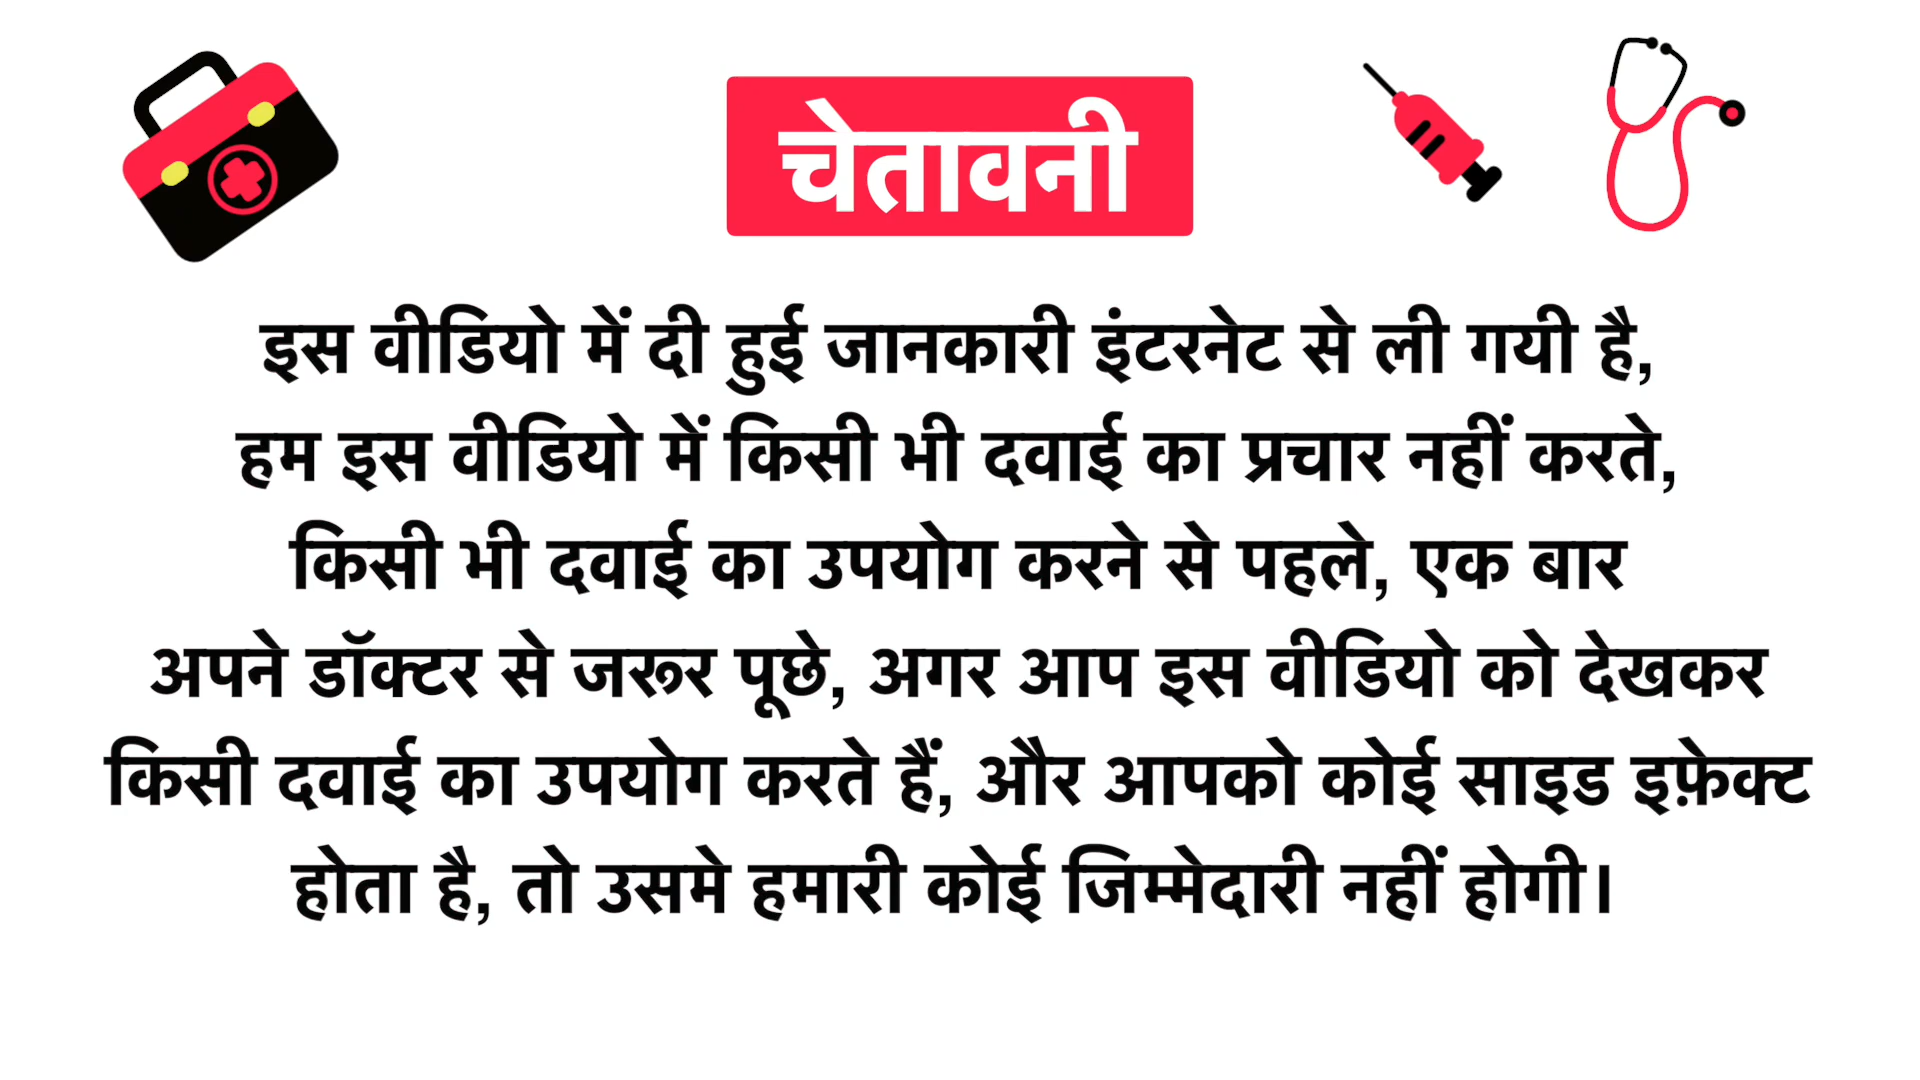 चेतावनी
इस वीडियो में दी हुई जानकारी इंटरनेट से ली गयी है,
हम इस वीडियो में किसी भी दवाई का प्रचार नहीं करते,
किसी भी दवाई का उपयोग करने से पहले, एक बार
अपने डॉक्टर से जरूर पूछे, अगर आप इस वीडियो को देखकर
किसी दवाई का उपयोग करते हैं, और आपको कोई साइड इफ़ेक्ट
होता है, तो उसमे हमारी कोई जिम्मेदारी नहीं होगी।